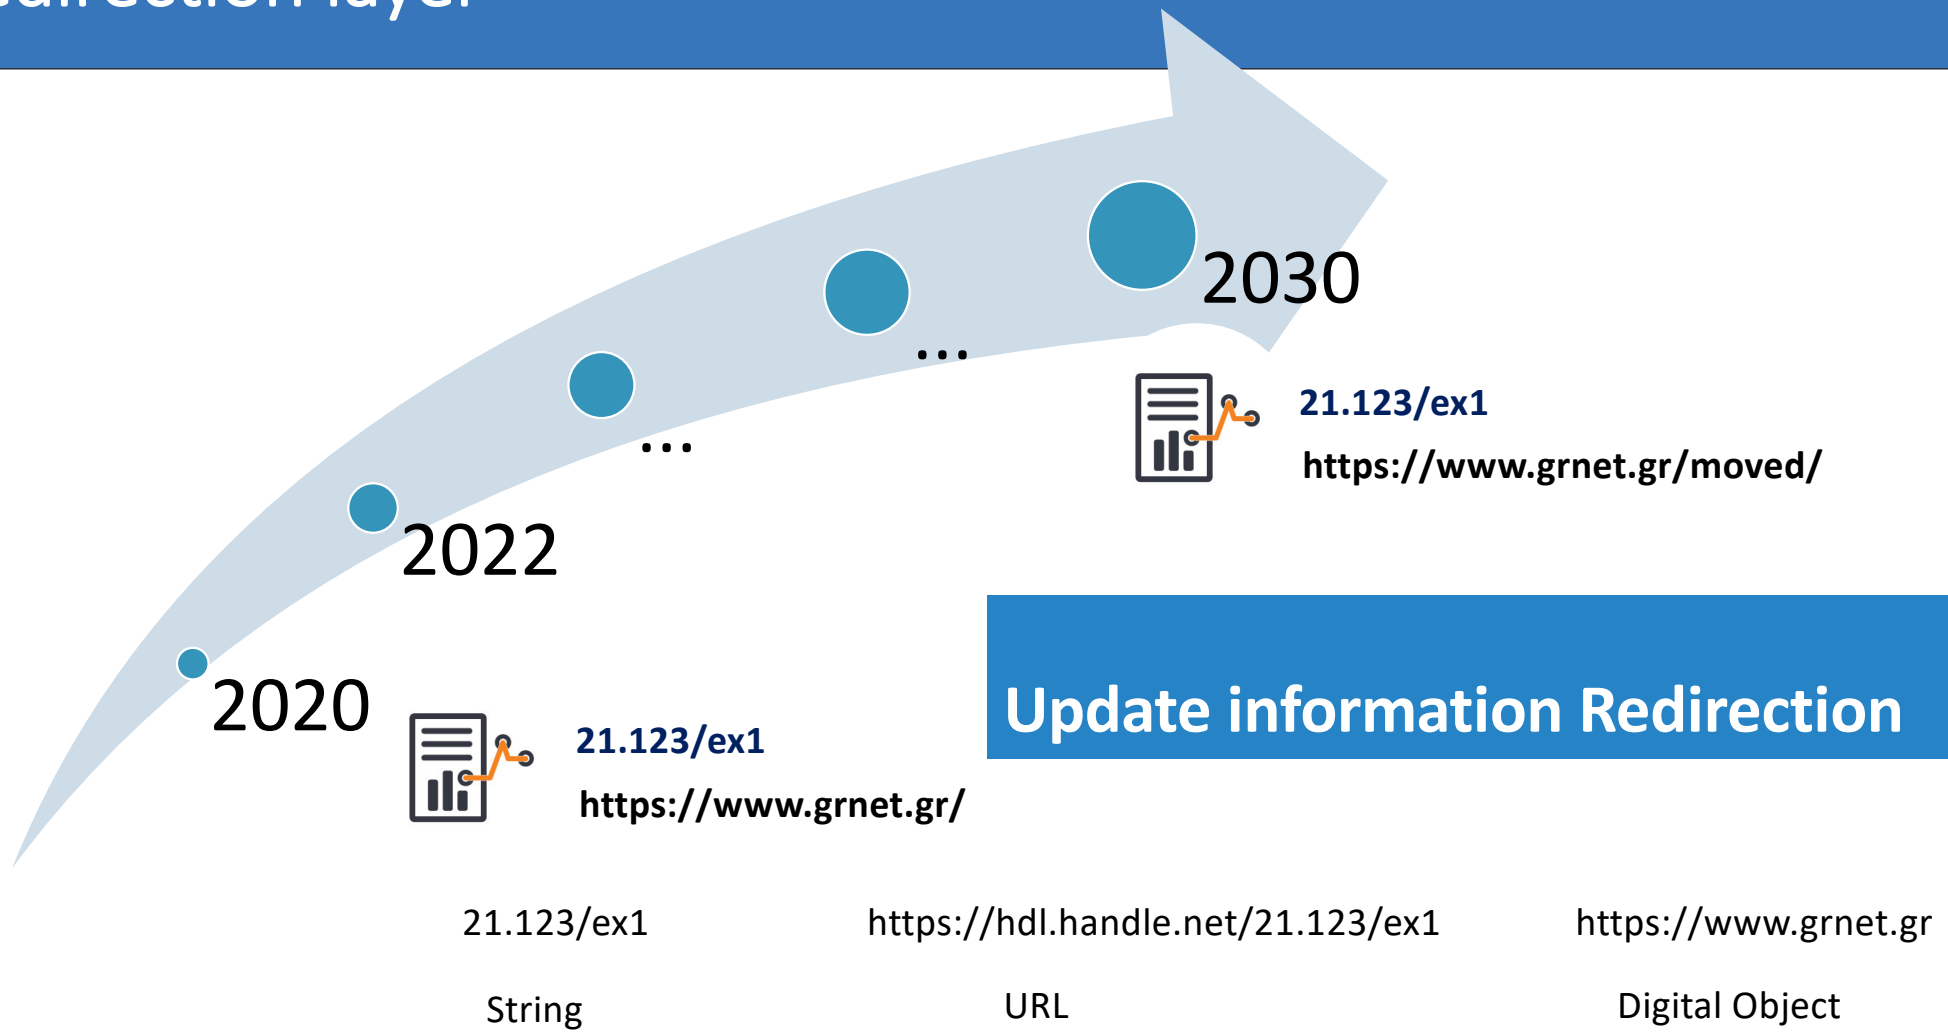 layer
2030
...
21.123/ex1
https://www.grnet.gr/moved/
...
2022
2020
Update information Redirection
21.123/ex1
https://www.grnet.gr/
21.123/ex1 https://hdl.handle.net/21.123/ex1 https://www.grnet.gr
String URL Digital Object